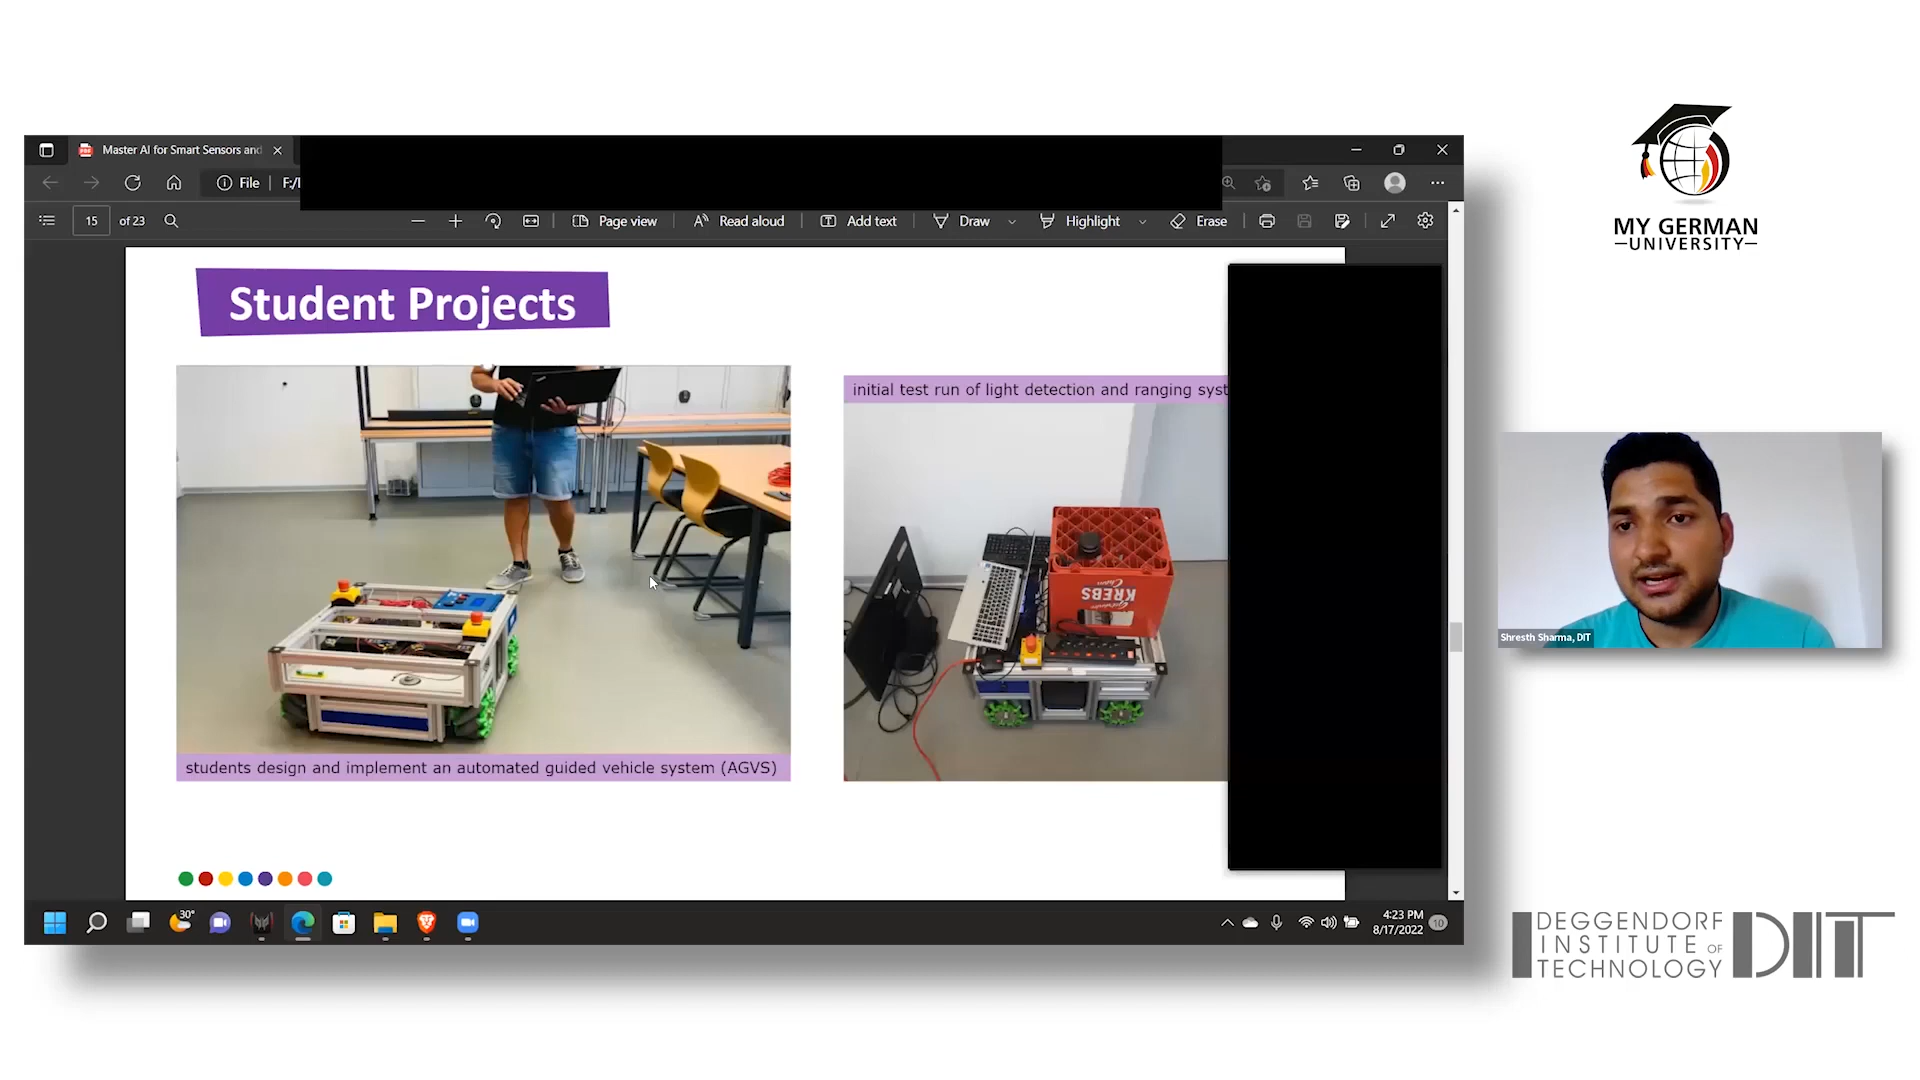 Master AI for Smart Sensors and
File
F:/
15
of 23
Page view
Read aloud
Add text
Draw
Highlight
Erase
Student Projects
initial test run of light detection and ranging syst
KREBS
students design and implement an automated guided vehicle system (AGVS)
30°
4:23 PM
8/17/2022
10
MY GERMAN
UNIVERSITY
Shresth Sharma, DIT
DEGGENDORF
INSTITUTE OF
TECHNOLOGY
DIT